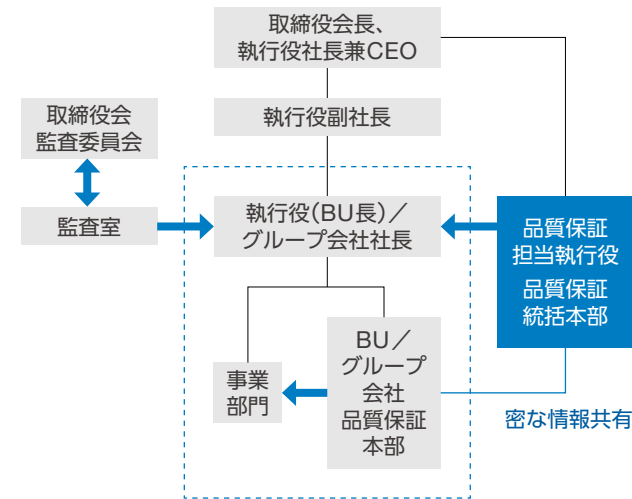 取締役会長、
執行役社長兼CEO
執行役副社長
取締役会
監査委員会
監査室
執行役（BU長）／
グループ会社社長
品質保証
担当執行役
品質保証
統括本部
事業
部門
BU／
グループ
会社
品質保証
本部
密な情報共有